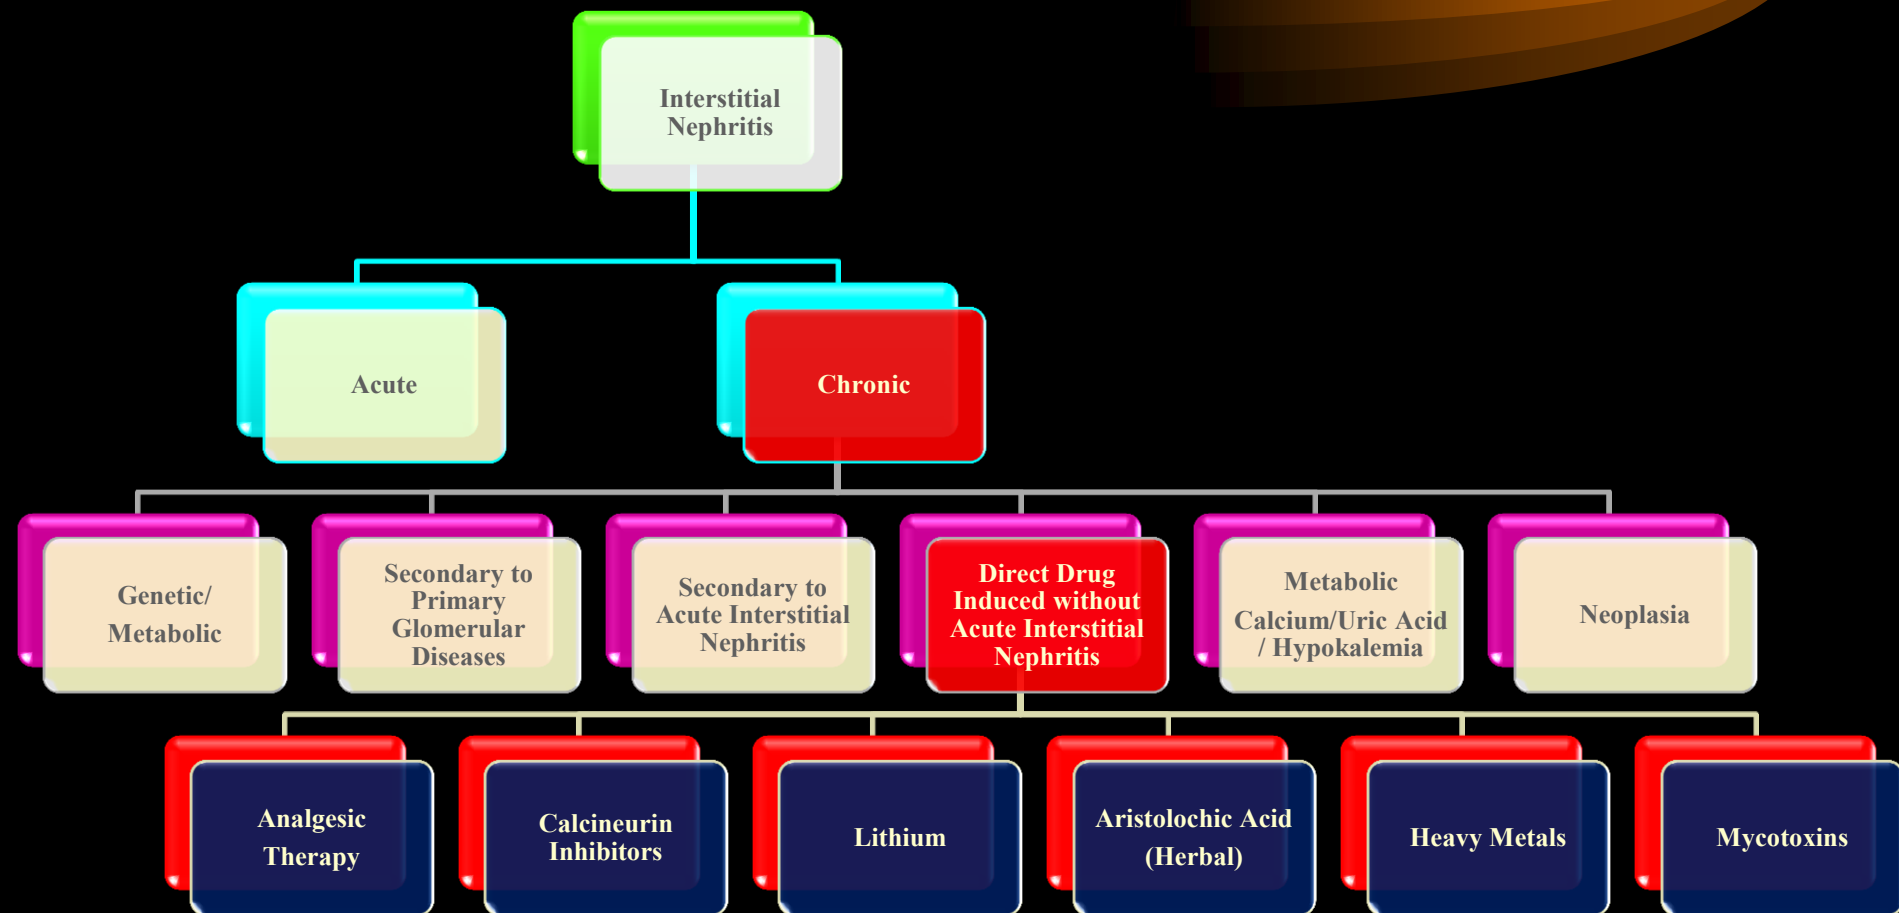 Interstitial
Nephritis
Acute
Chronic
Genetic/
Metabolic
Secondary to
Primary
Glomerular
Diseases
Secondary to
Acute Interstitial
Nephritis
Direct Drug
Induced without
Acute Interstitial
Nephritis
Metabolic
Calcium/Uric Acid
/ Hypokalemia
Neoplasia
Analgesic
Therapy
Calcineurin
Inhibitors
Lithium
Aristolochic Acid
(Herbal)
Heavy Metals
Mycotoxins